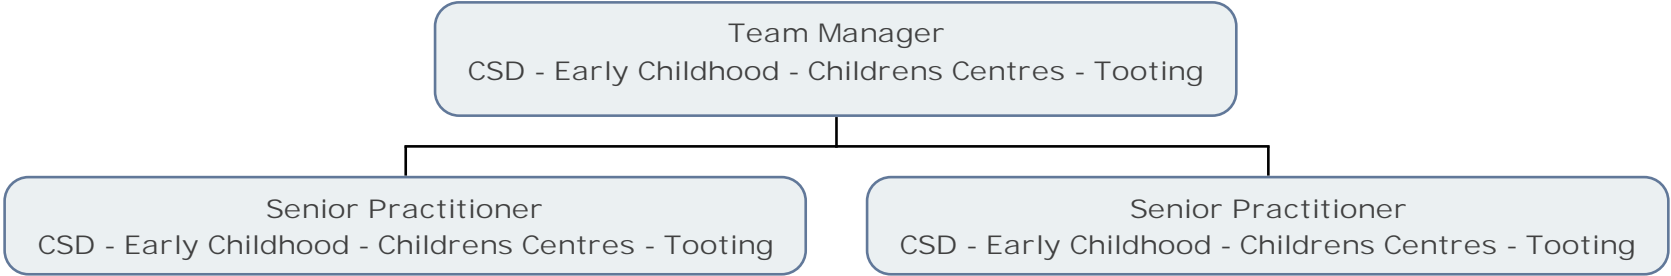 Team Manager
CSD - Early Childhood - Childrens Centres - Tooting
Senior Practitioner
CSD - Early Childhood - Childrens Centres - Tooting
Senior Practitioner
CSD - Early Childhood - Childrens Centres - Tooting